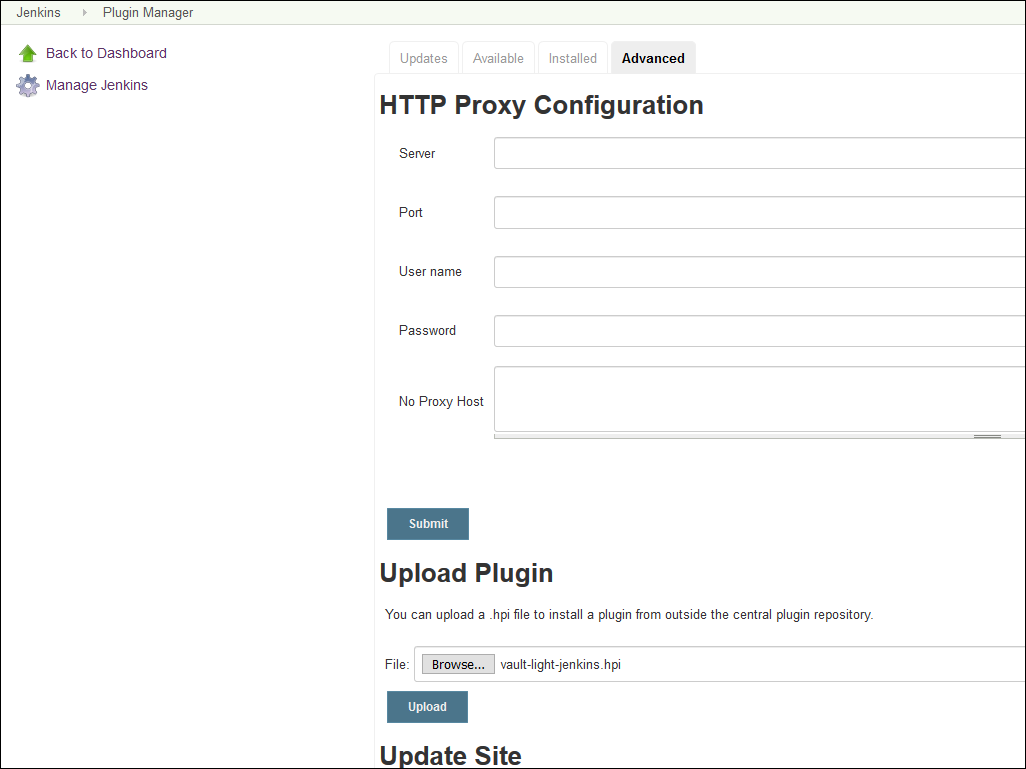 Jenkins Plugin Manager
Back to Dashboard
Manage Jenkins
Updates Available Installed Advanced
HTTP Proxy Configuration
Server
Port
User name
Password
No Proxy Host
Submit
Upload Plugin
You can upload a .hpi file to install a plugin from outside the central plugin repository.
File: Browse... vault-light-jenkins.hpi
Upload
Update Site